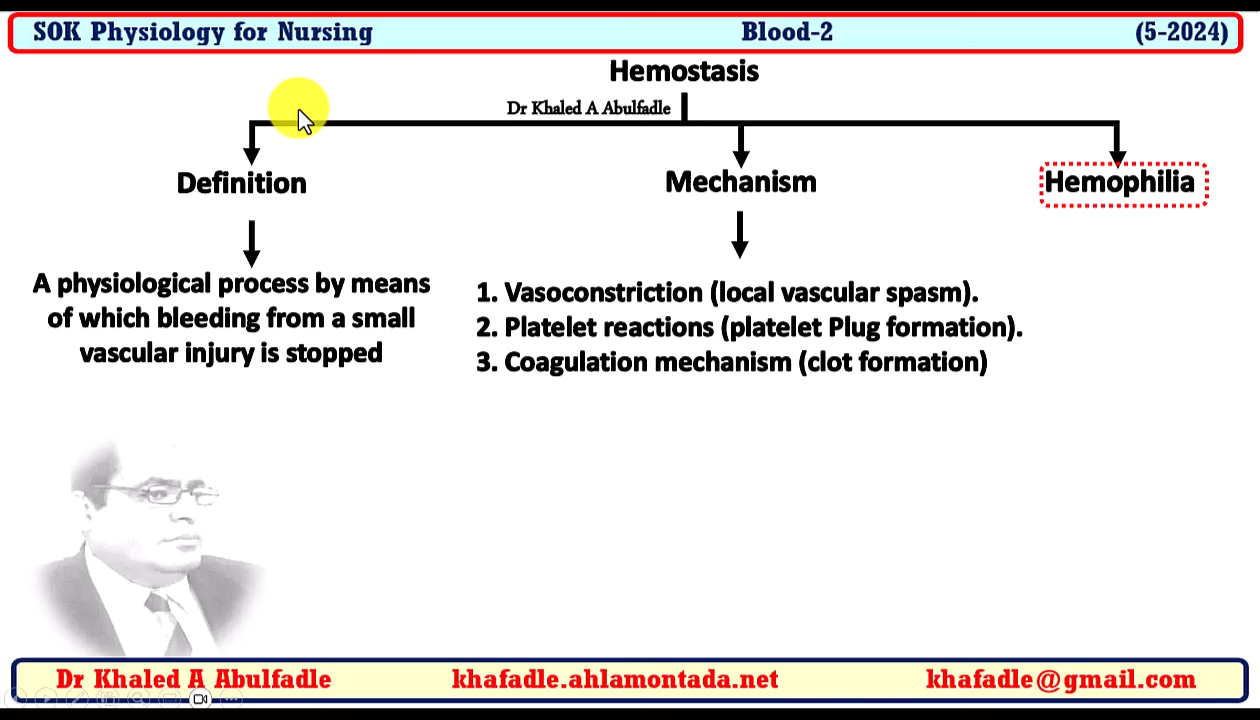 SOK Physiology for Nursing Blood-2 (5-2024)
Hemostasis
Dr Khaled A Abulfadle
Definition
Mechanism
Hemophilia
A physiological process by means
of which bleeding from a small
vascular injury is stopped
1. Vasoconstriction (local vascular spasm).
2. Platelet reactions (platelet Plug formation).
3. Coagulation mechanism (clot formation)
Dr Khaled A Abulfadle khafadle.ahlamontada.net khafadle@gmail.com